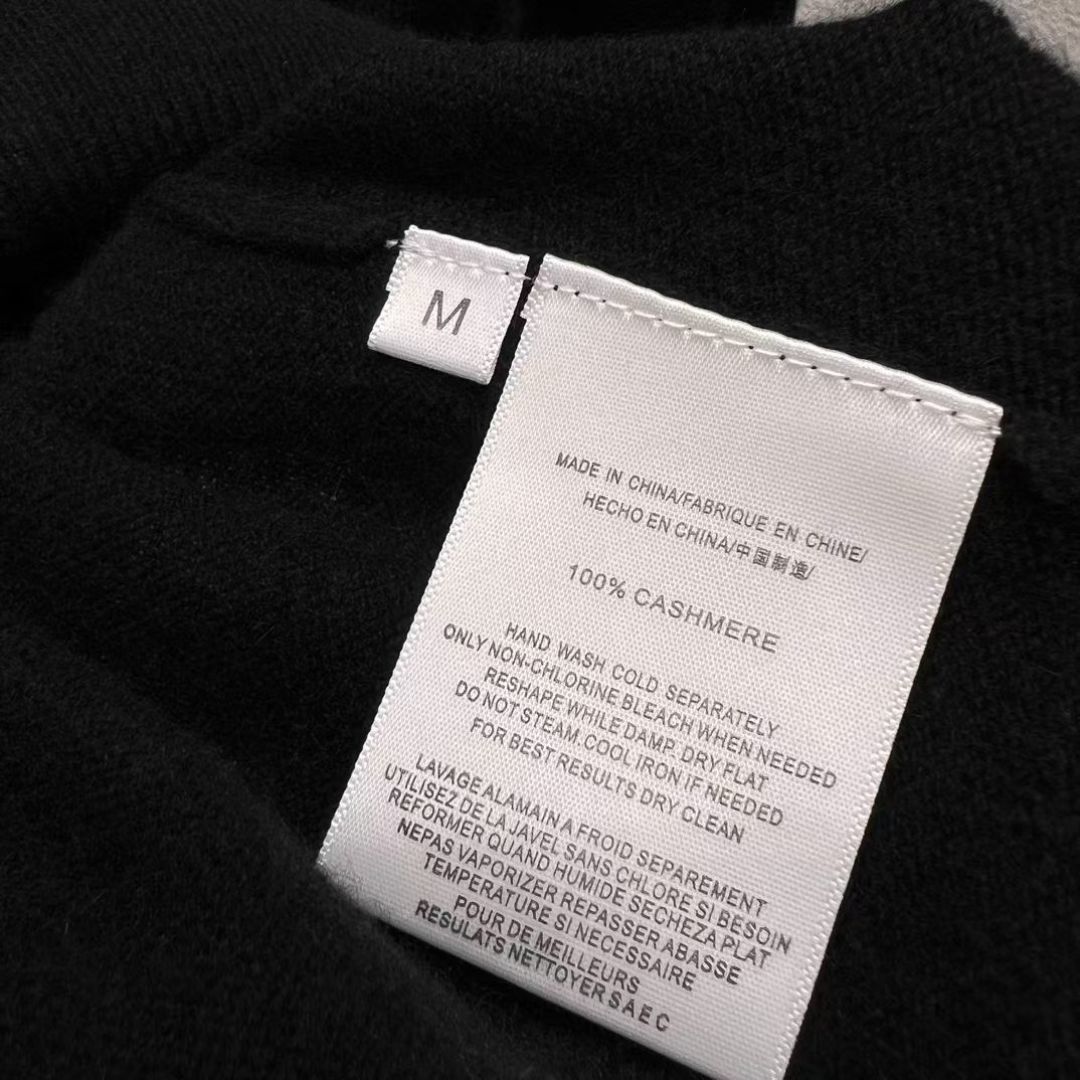 M
MADE IN CHINA/FABRIQUE EN CHINE/
HECHO EN CHINA/中国制造/
100% CASHMERE
HAND WASH COLD SEPARATELY
ONLY NON-CHLORINE BLEACH WHEN NEEDED
RESHAPE WHILE DAMP. DRY FLAT
DO NOT STEAM. COOL IRON IF NEEDED
FOR BEST RESULTS DRY CLEAN
LAVAGE ALAMAIN A FROID SEPAREMENT
UTILISEZ DE LAJAVEL SANS CHLORE SI BESOIN
REFORMER QUAND HUMIDE SECHEZA PLAT
NEPAS VAPORIZER REPASSER ABASSE
TEMPERATURE SI NECESSAIRE
POUR DE MEILLEURS
RESULATS NETTOYER SAEC